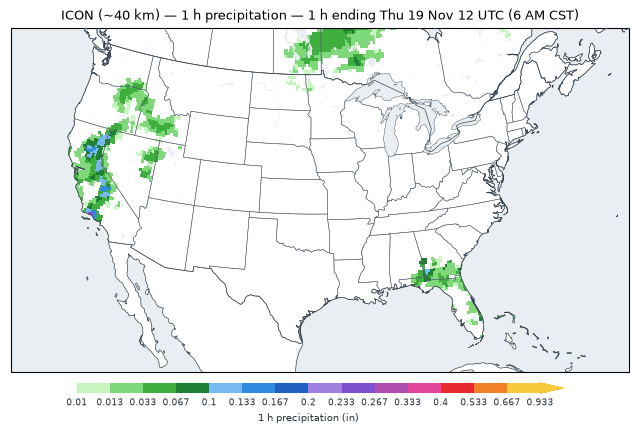 ICON (~40 km) — 1 h precipitation — 1 h ending Thu 19 Nov 12 UTC (6 AM CST)
0.01 0.013 0.033 0.067 0.1 0.133 0.167 0.2 0.233 0.267 0.333 0.4 0.533 0.667 0.933
1 h precipitation (in)